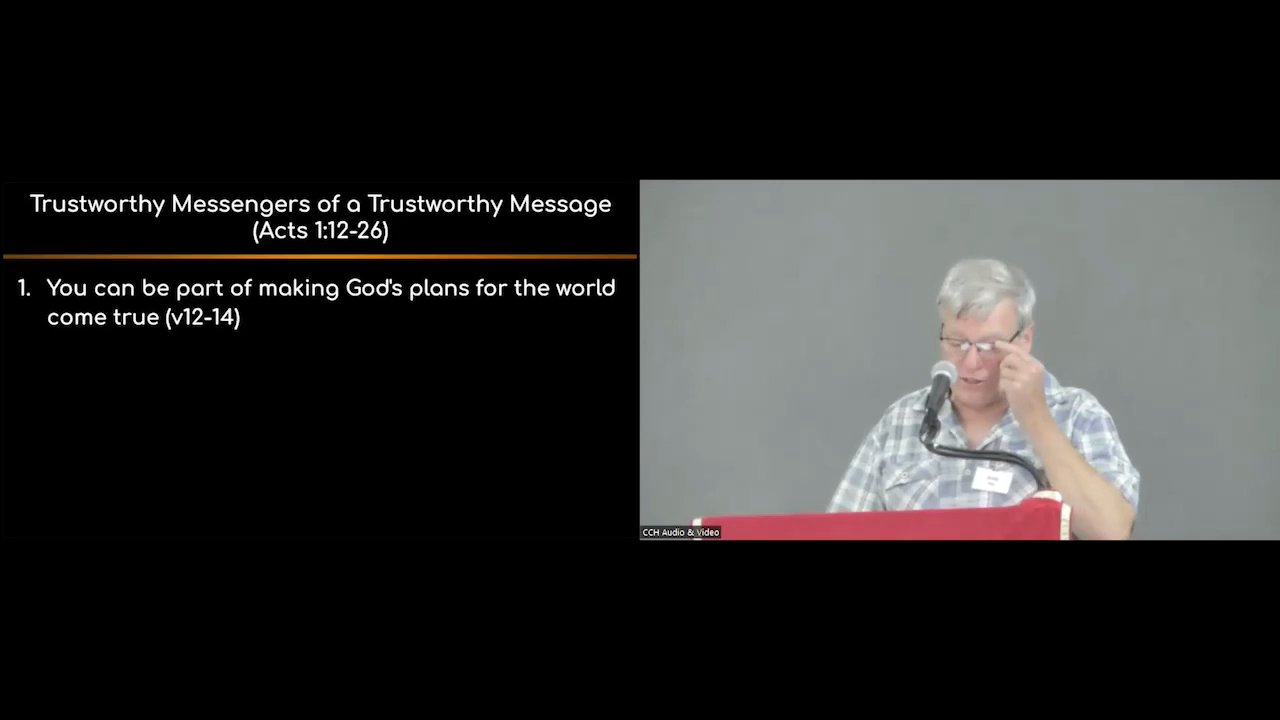 Trustworthy Messengers of a Trustworthy Message
(Acts 1:12-26)
1. You can be part of making God's plans for the world
come true (v12-14)
CCH Audio & Video